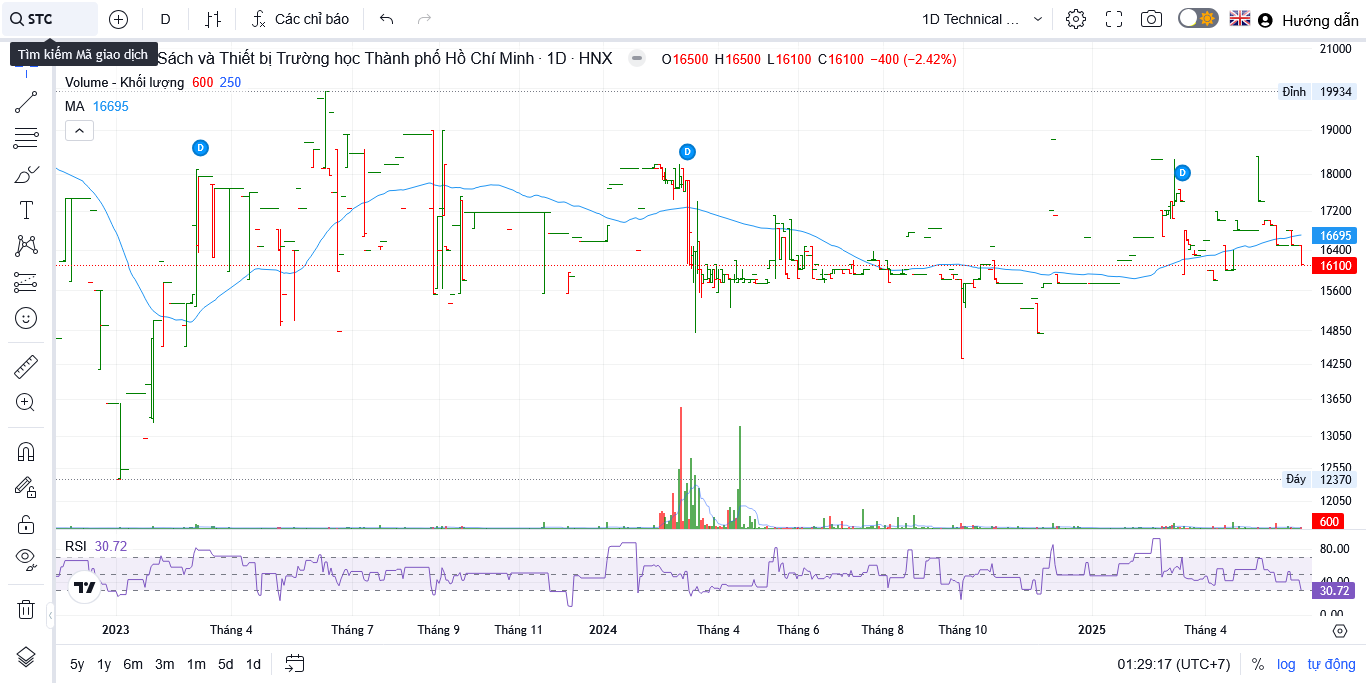 STC D Các chỉ báo 1D Technical ... Hướng dẫn
Tìm kiếm Mã giao dịch
Sách và Thiết bị Trường học Thành phố Hồ Chí Minh · 1D · HNX O16500 H16500 L16100 C16100 −400 (−2.42%)
Volume - Khối lượng 600 250
MA 16695
21000
Đỉnh 19934
19000
D D D
18000
17200
16695
16400
16100
15600
14850
14250
13650
13050
12550
Đáy 12370
12050
600
RSI 30.72
80.00
40.00
30.72
0.00
2023 Tháng 4 Tháng 7 Tháng 9 Tháng 11 2024 Tháng 4 Tháng 6 Tháng 8 Tháng 10 2025 Tháng 4
5y 1y 6m 3m 1m 5d 1d 01:29:17 (UTC+7) % log tự động